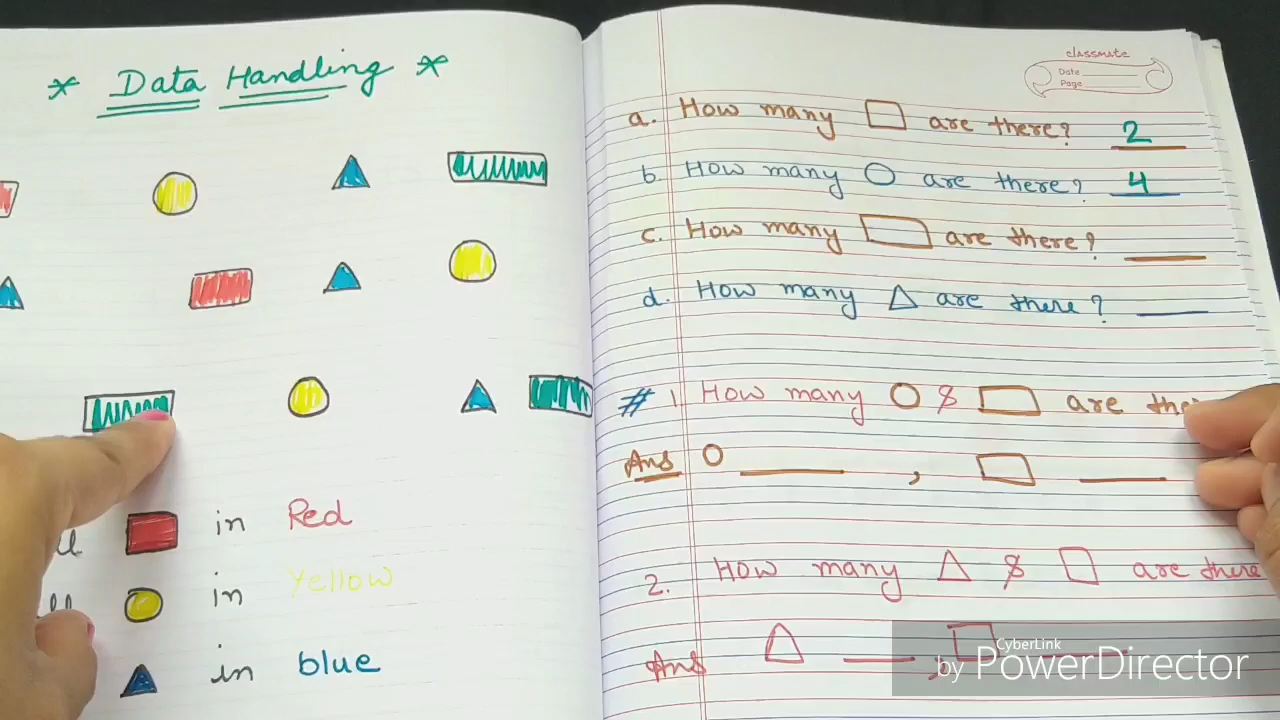 * Data Handling *
in Red
in Yellow
in blue
classmate
Date
Page
a. How many are there? 2
b. How many are there? 4
c. How many are there?
d. How many are there?
# 1 How many & are
Ans ,
2. How many & are there
Ans ,
CyberLink
by PowerDirector